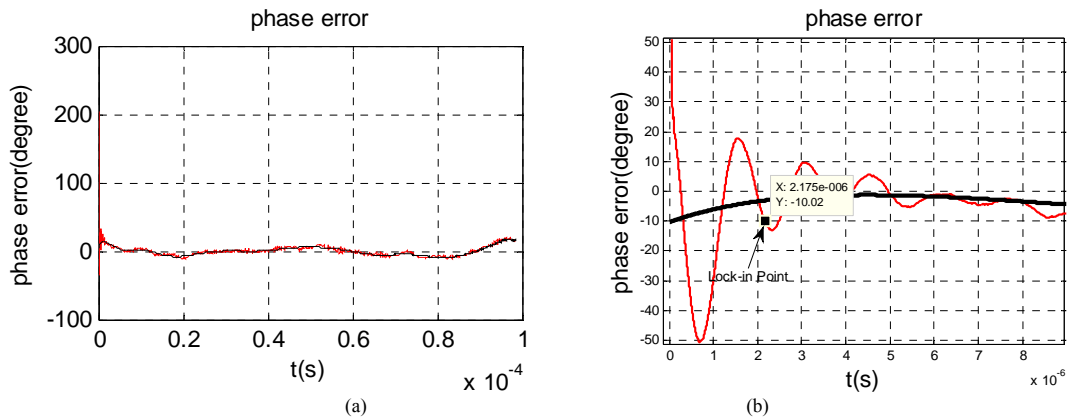 phase error
300
200
100
0
-100
phase error(degree)
0
0.2
0.4
0.6
0.8
1
t(s)
x 10⁻⁴
(a)
phase error
50
40
30
20
10
0
-10
-20
-30
-40
-50
phase error(degree)
X: 2.175e-006
Y: -10.02
Lock-in Point
0
1
2
3
4
5
6
7
8
t(s)
x 10⁻⁶
(b)